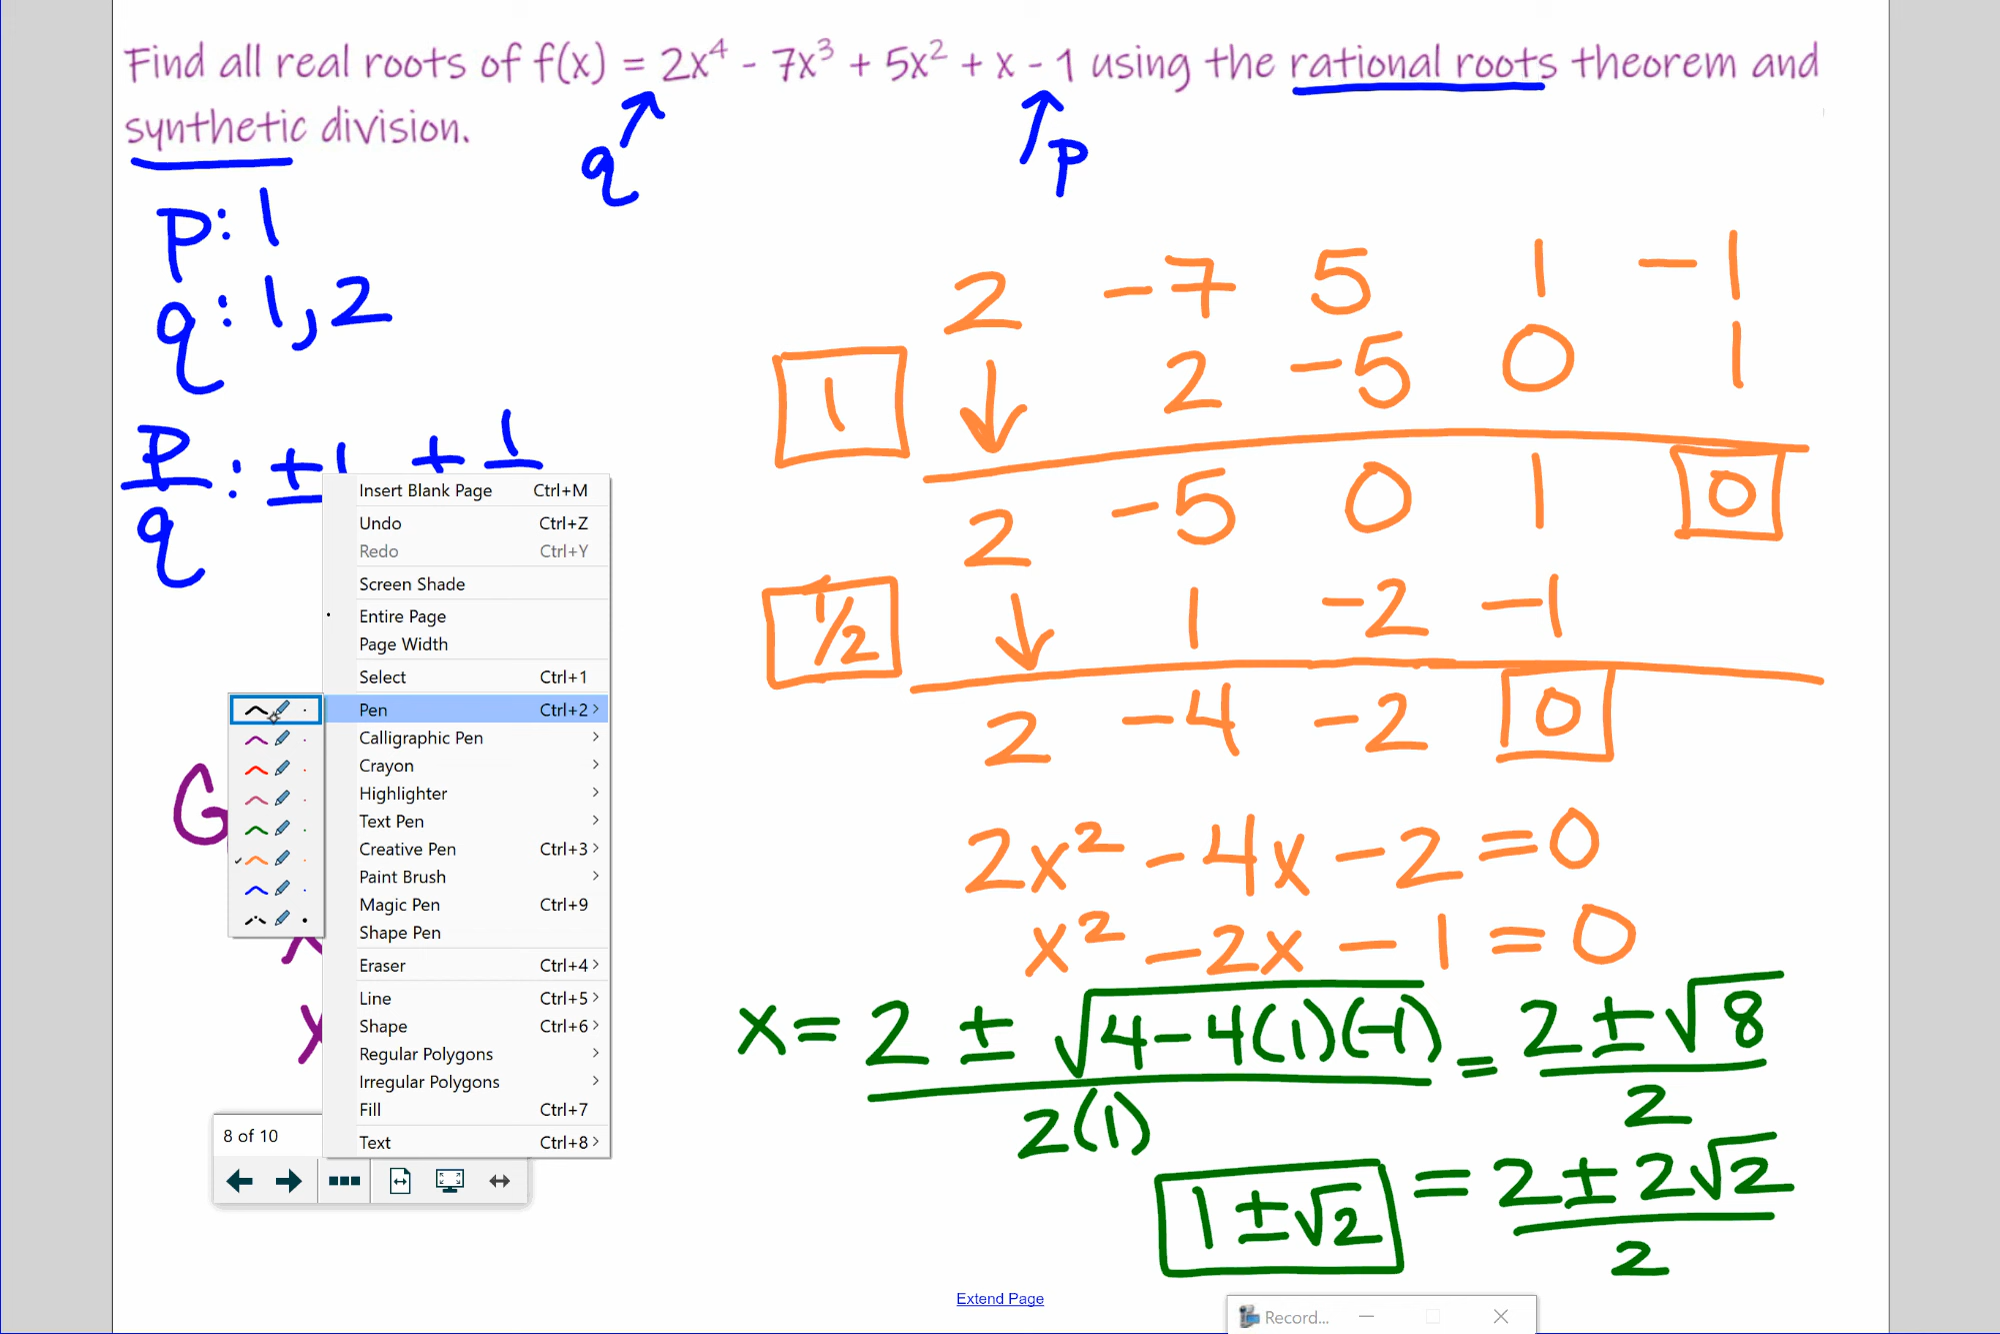 Find all real roots of f(x) = 2x⁴ - 7x³ + 5x² + x - 1 using the rational roots theorem and
synthetic division.
q p
p: 1
q: 1, 2
p/q : ±1 ± 1
2 -7 5 1 -1
1 2 -5 0 1
2 -5 0 1 0
1/2 1 -2 -1
2 -4 -2 0
2x² - 4x - 2 = 0
x² - 2x - 1 = 0
x = (2 ± √(4 - 4(1)(-1)))/2(1) = (2 ± √8)/2
1 ± √2 = (2 ± 2√2)/2
G
x
Insert Blank Page Ctrl+M
Undo Ctrl+Z
Redo Ctrl+Y
Screen Shade
Entire Page
Page Width
Select Ctrl+1
Pen Ctrl+2
Calligraphic Pen
Crayon
Highlighter
Text Pen
Creative Pen Ctrl+3
Paint Brush
Magic Pen Ctrl+9
Shape Pen
Eraser Ctrl+4
Line Ctrl+5
Shape Ctrl+6
Regular Polygons
Irregular Polygons
Fill Ctrl+7
Text Ctrl+8
8 of 10
Extend Page
Record...